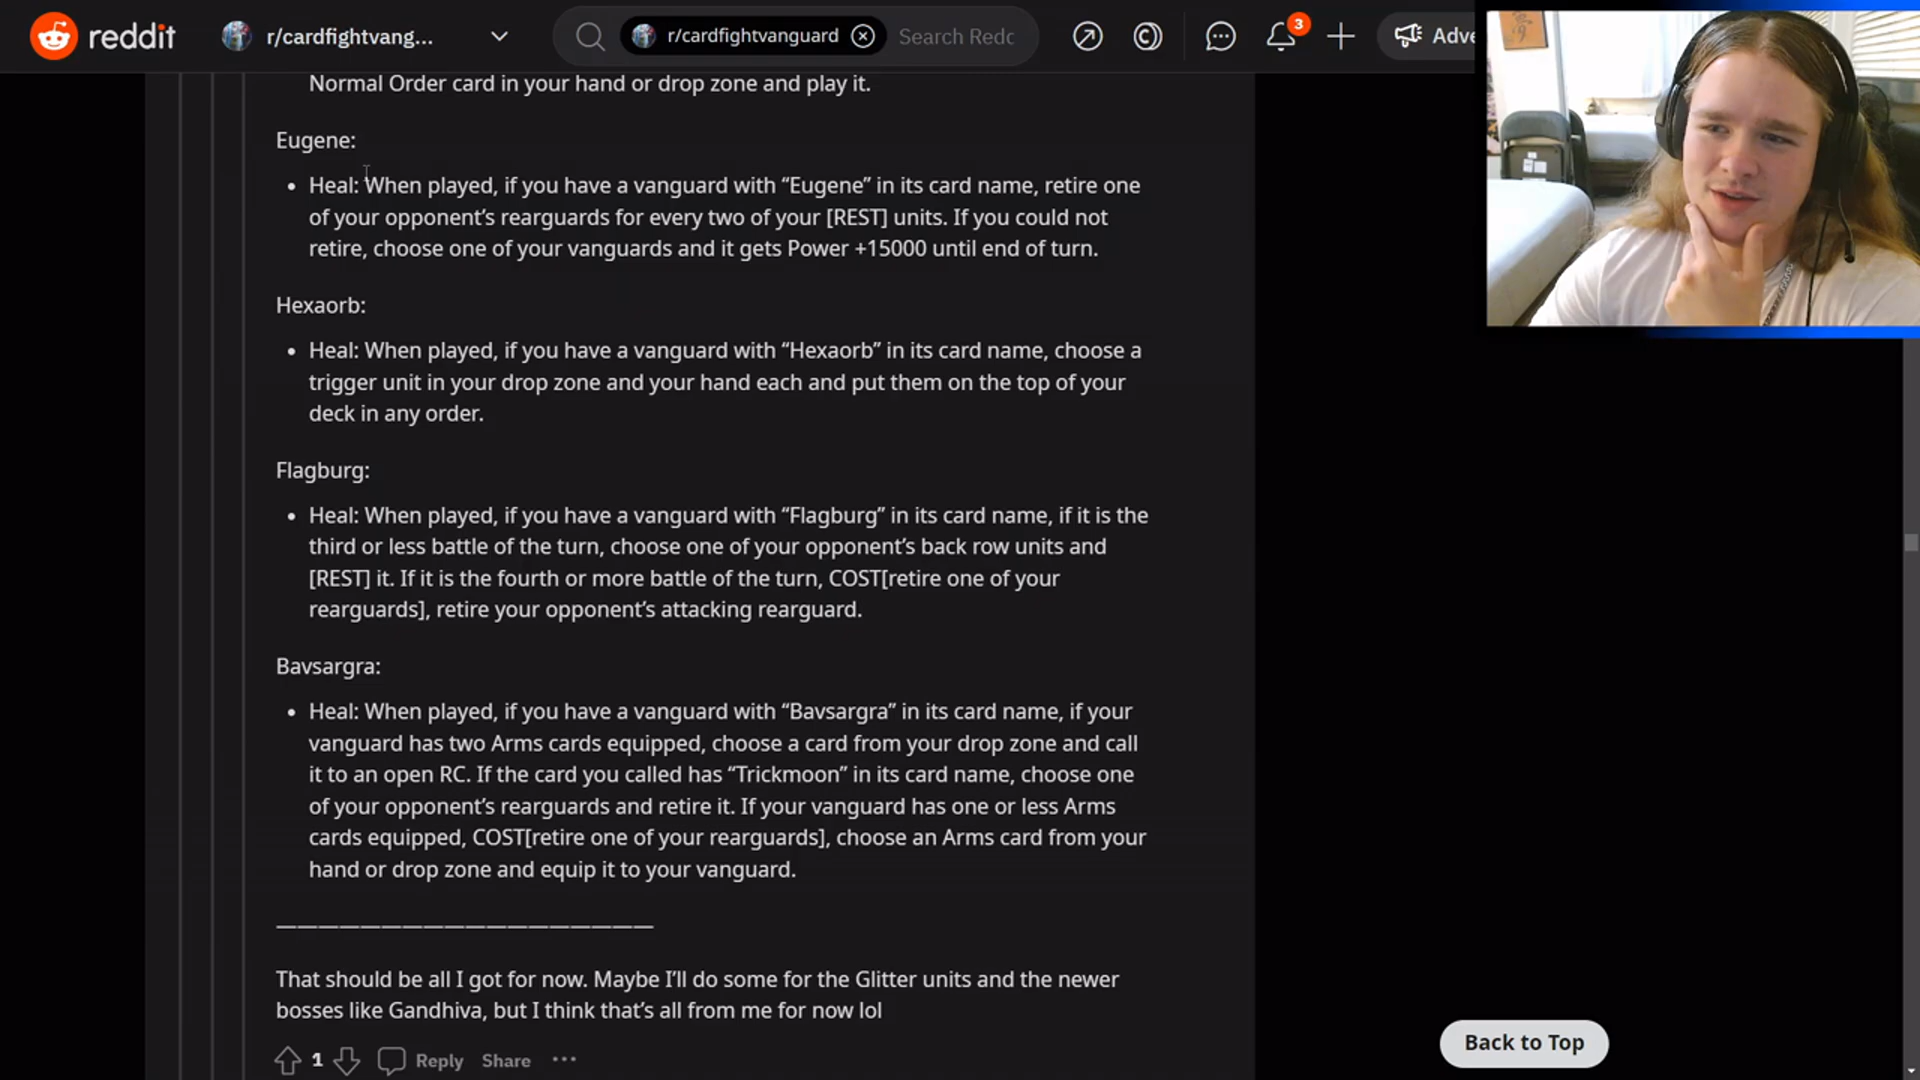 reddit
r/cardfightvang...
r/cardfightvanguard
Search Redc
3
Adve
Normal Order card in your hand or drop zone and play it.
Eugene:
• Heal: When played, if you have a vanguard with “Eugene” in its card name, retire one
of your opponent’s rearguards for every two of your [REST] units. If you could not
retire, choose one of your vanguards and it gets Power +15000 until end of turn.
Hexaorb:
• Heal: When played, if you have a vanguard with “Hexaorb” in its card name, choose a
trigger unit in your drop zone and your hand each and put them on the top of your
deck in any order.
Flagburg:
• Heal: When played, if you have a vanguard with “Flagburg” in its card name, if it is the
third or less battle of the turn, choose one of your opponent’s back row units and
[REST] it. If it is the fourth or more battle of the turn, COST[retire one of your
rearguards], retire your opponent’s attacking rearguard.
Bavsargra:
• Heal: When played, if you have a vanguard with “Bavsargra” in its card name, if your
vanguard has two Arms cards equipped, choose a card from your drop zone and call
it to an open RC. If the card you called has “Trickmoon” in its card name, choose one
of your opponent’s rearguards and retire it. If your vanguard has one or less Arms
cards equipped, COST[retire one of your rearguards], choose an Arms card from your
hand or drop zone and equip it to your vanguard.
——————————————————
That should be all I got for now. Maybe I’ll do some for the Glitter units and the newer
bosses like Gandhiva, but I think that’s all from me for now lol
1
Reply
Share
Back to Top